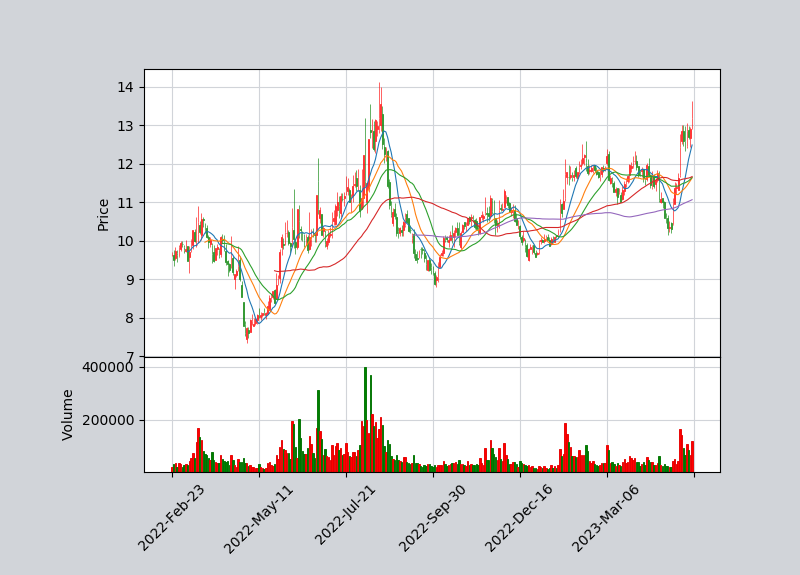 14
13
12
11
10
9
8
7
Price
400000
200000
Volume
2022-Feb-23
2022-May-11
2022-Jul-21
2022-Sep-30
2022-Dec-16
2023-Mar-06